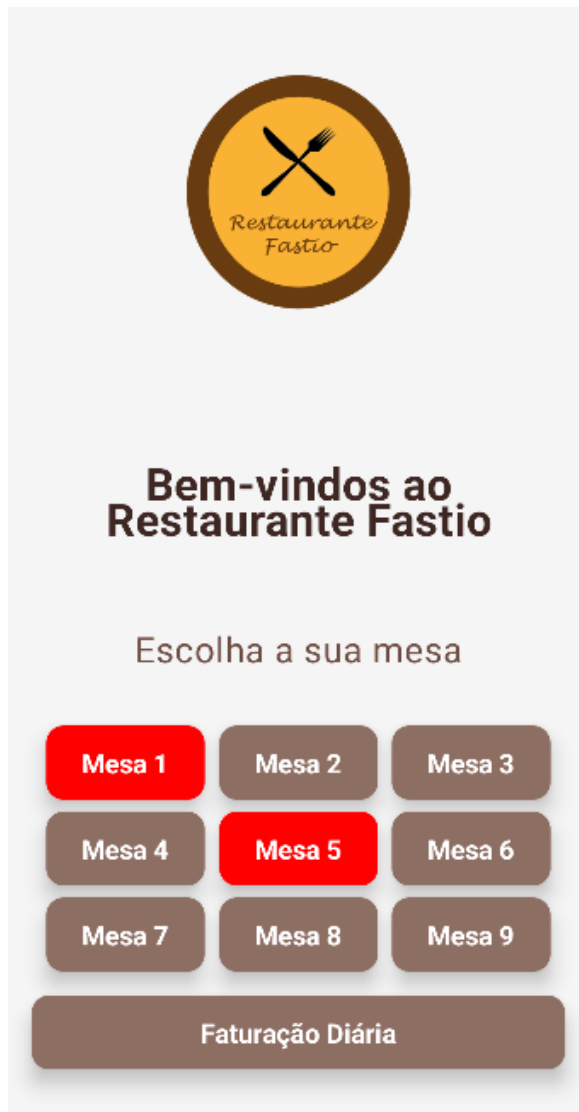 Restaurante
Fastio
Bem-vindos ao
Restaurante Fastio
Escolha a sua mesa
Mesa 1 Mesa 2 Mesa 3
Mesa 4 Mesa 5 Mesa 6
Mesa 7 Mesa 8 Mesa 9
Faturação Diária